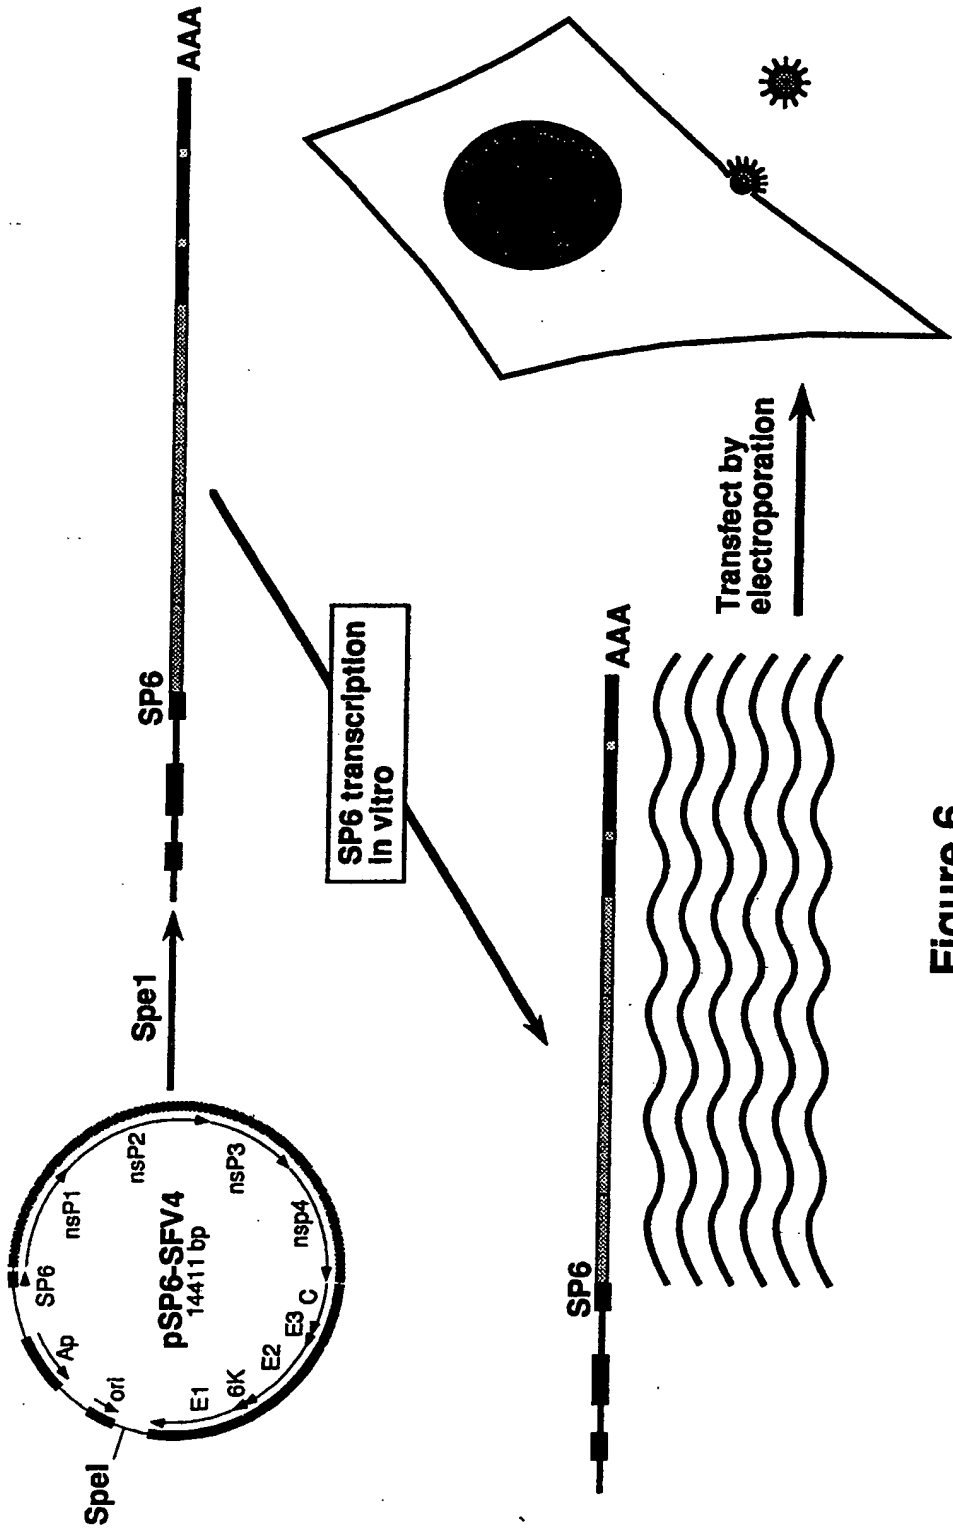 SpeI
ori
Ap
SP6
nsP1
nsP2
nsP3
nsp4
C
E3
E2
6K
E1
pSP6-SFV4
14411 bp
Spe1
SP6
AAA
SP6 transcription
in vitro
SP6
AAA
Transfect by
electroporation
Figure 6